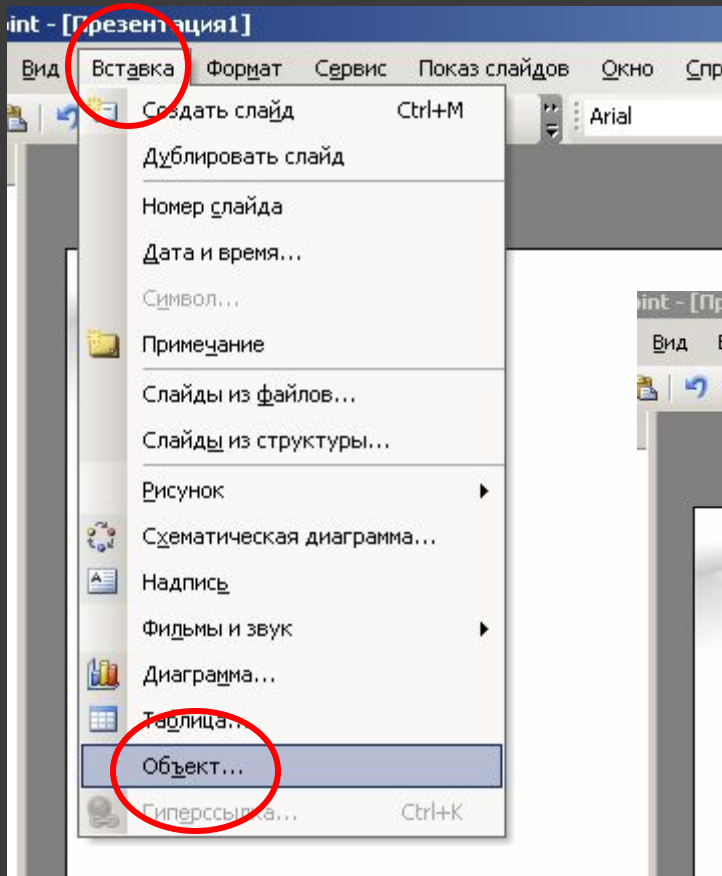 int - [Презентация1]
Вид Вставка Формат Сервис Показ слайдов Окно Спр
Создать слайд Ctrl+M
Arial
Дублировать слайд
Номер слайда
Дата и время...
Символ...
Примечание
Слайды из файлов...
Слайды из структуры...
Рисунок
Схематическая диаграмма...
Надпись
Фильмы и звук
Диаграмма...
Таблица...
Объект...
Гиперссылка... Ctrl+K
int - [Пр
Вид